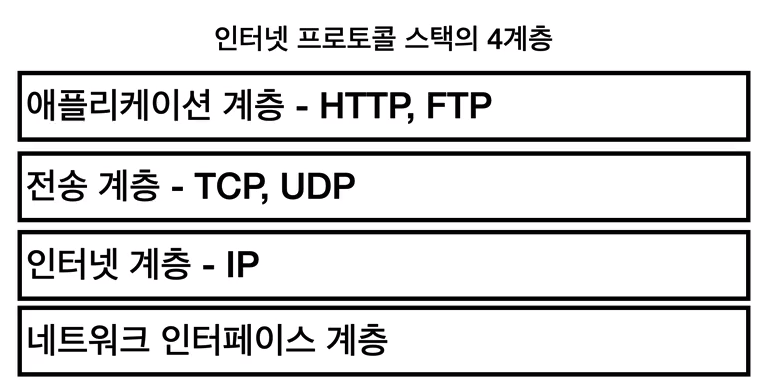 인터넷 프로토콜 스택의 4계층
애플리케이션 계층 - HTTP, FTP
전송 계층 - TCP, UDP
인터넷 계층 - IP
네트워크 인터페이스 계층